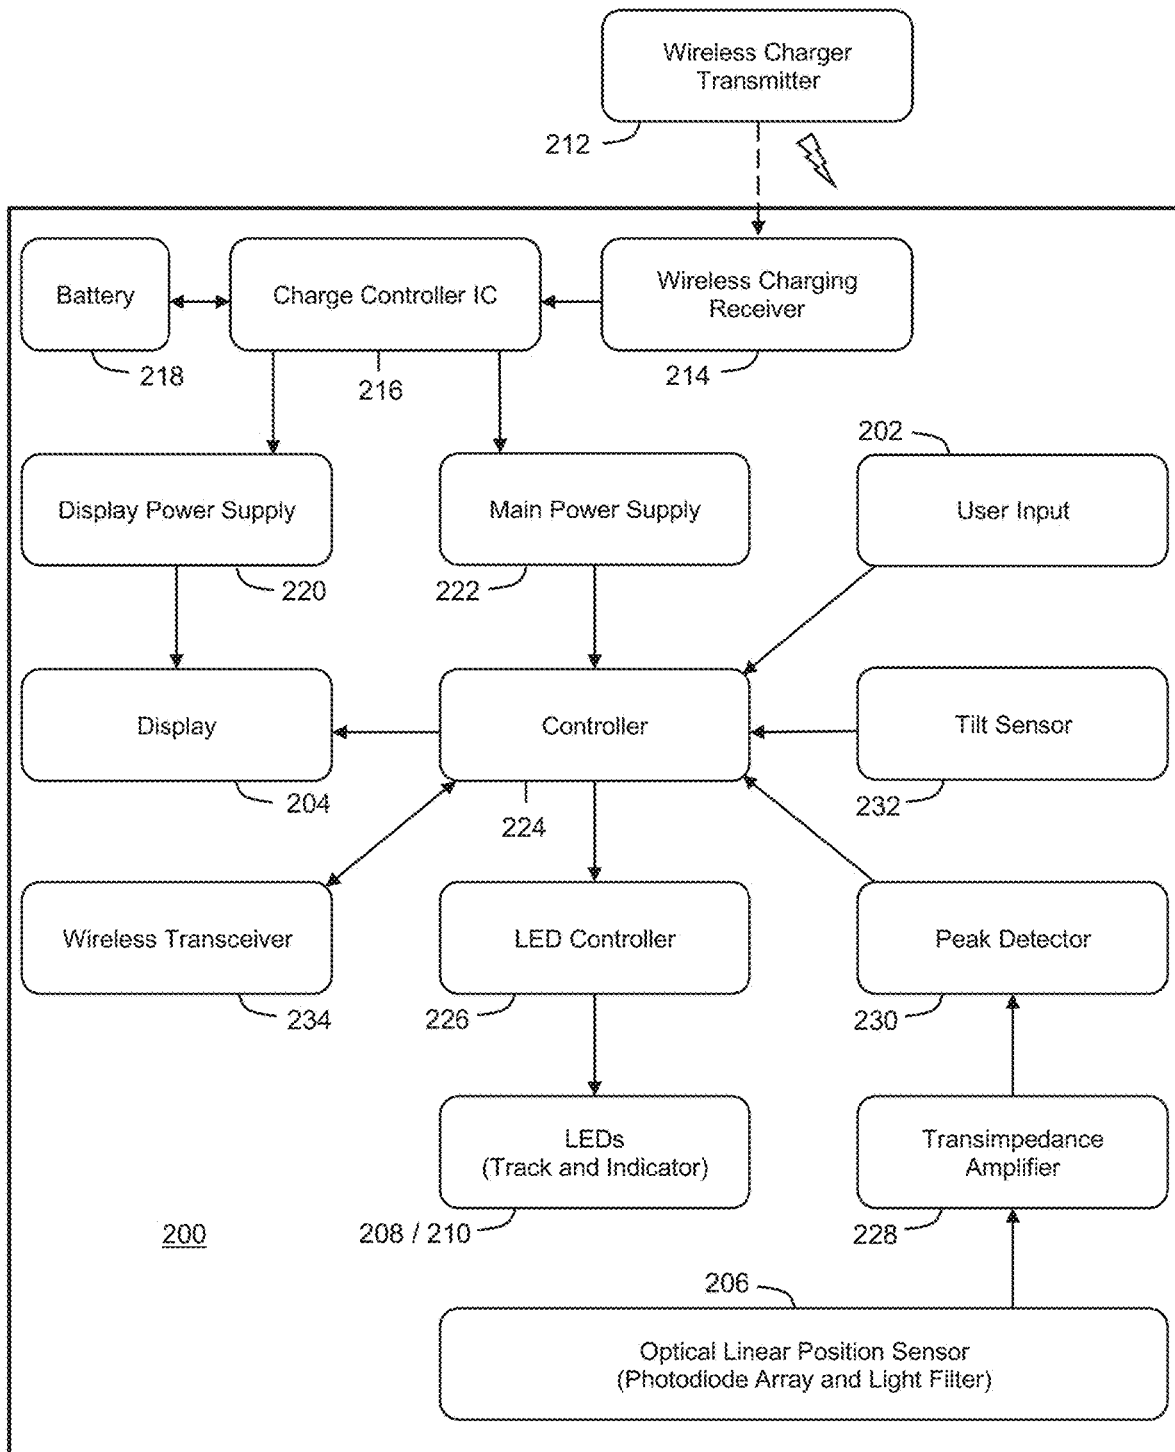 Wireless Charger
Transmitter
212
Battery
Charge Controller IC
Wireless Charging
Receiver
218
216
214
202
Display Power Supply
Main Power Supply
User Input
220
222
Display
Controller
Tilt Sensor
204
224
232
Wireless Transceiver
LED Controller
Peak Detector
234
226
230
LEDs
(Track and Indicator)
Transimpedance
Amplifier
200
208 / 210
228
206
Optical Linear Position Sensor
(Photodiode Array and Light Filter)